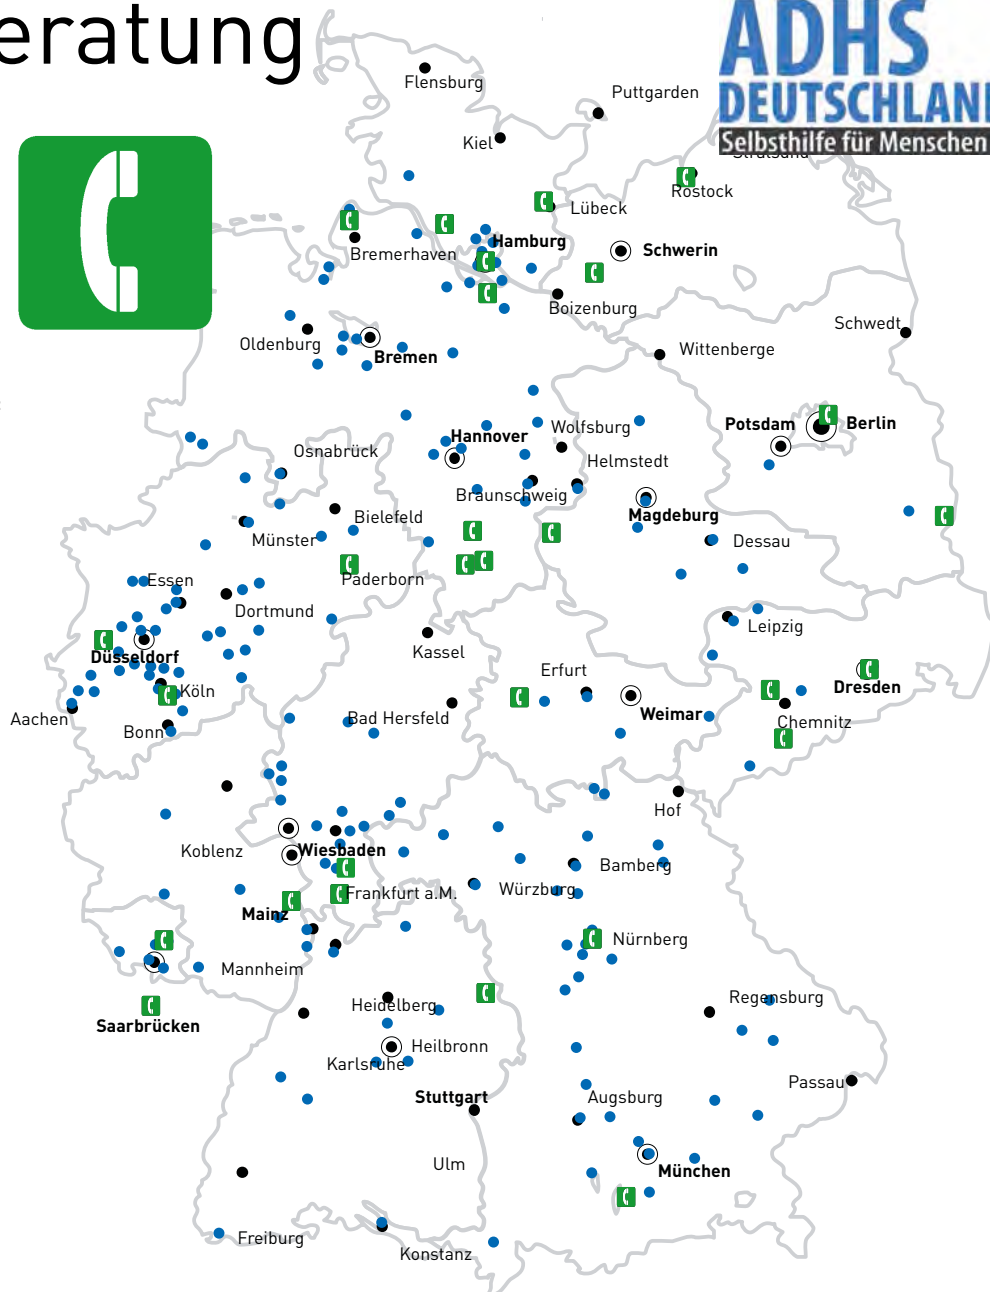 eratung
ADHS
DEUTSCHLAND
Selbsthilfe für Menschen
Flensburg
Puttgarden
Kiel
Stralsund
Rostock
Lübeck
Hamburg
Schwerin
Bremerhaven
Boizenburg
Schwedt
Oldenburg
Bremen
Wittenberge
Potsdam
Berlin
Wolfsburg
Hannover
Osnabrück
Helmstedt
Braunschweig
Magdeburg
Bielefeld
Münster
Dessau
Essen
Paderborn
Dortmund
Leipzig
Kassel
Düsseldorf
Erfurt
Köln
Dresden
Aachen
Bad Hersfeld
Weimar
Chemnitz
Bonn
Hof
Koblenz
Wiesbaden
Bamberg
Frankfurt a.M.
Würzburg
Mainz
Nürnberg
Mannheim
Regensburg
Heidelberg
Saarbrücken
Heilbronn
Karlsruhe
Passau
Stuttgart
Augsburg
Ulm
München
Freiburg
Konstanz